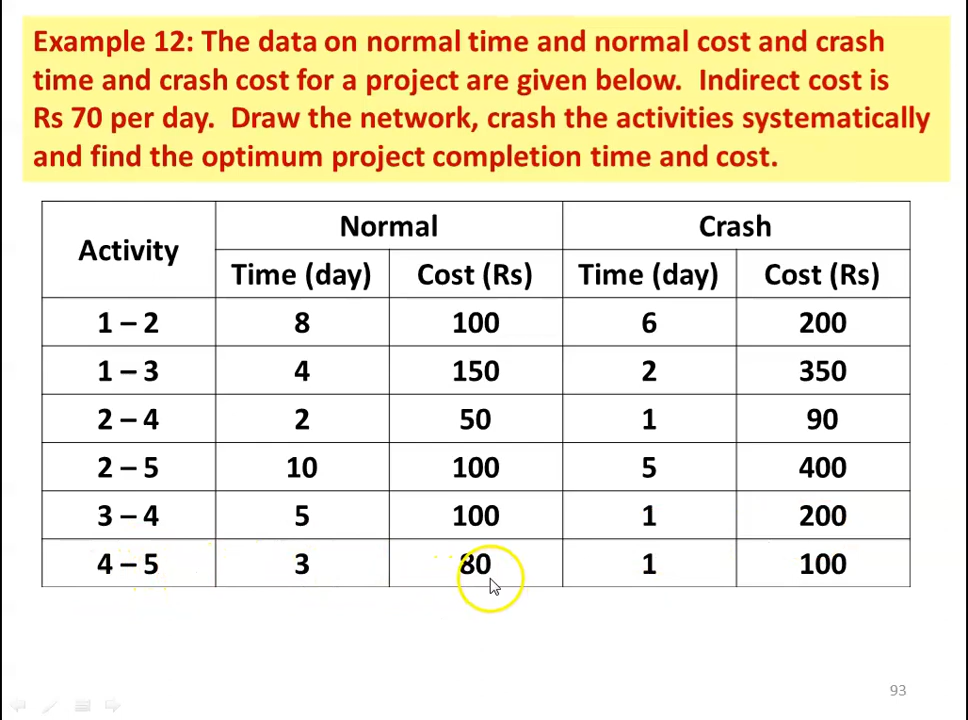 Example 12: The data on normal time and normal cost and crash
time and crash cost for a project are given below. Indirect cost is
Rs 70 per day. Draw the network, crash the activities systematically
and find the optimum project completion time and cost.
Activity Normal Crash
Time (day) Cost (Rs) Time (day) Cost (Rs)
1 – 2 8 100 6 200
1 – 3 4 150 2 350
2 – 4 2 50 1 90
2 – 5 10 100 5 400
3 – 4 5 100 1 200
4 – 5 3 80 1 100
93